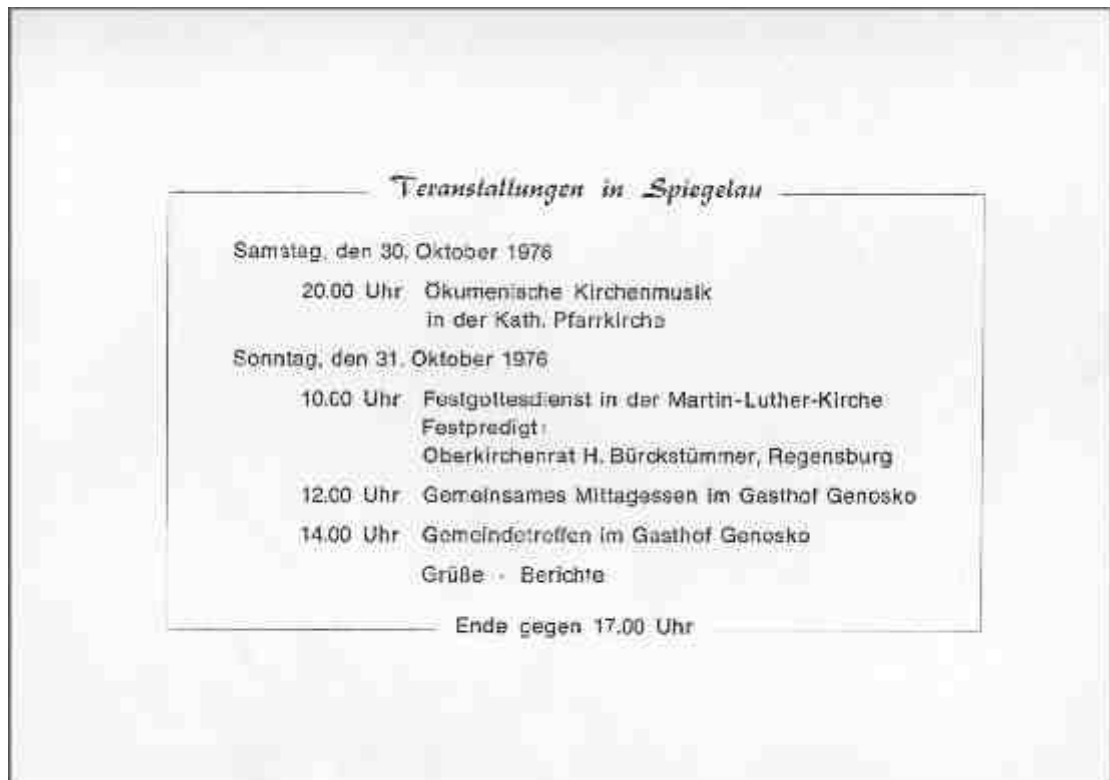 Veranstaltungen in Spiegelau
Samstag, den 30. Oktober 1976
20.00 Uhr Ökumenische Kirchenmusik
in der Kath. Pfarrkirche
Sonntag, den 31. Oktober 1976
10.00 Uhr Festgottesdienst in der Martin-Luther-Kirche
Festpredigt:
Oberkirchenrat H. Bürckstümmer, Regensburg
12.00 Uhr Gemeinsames Mittagessen im Gasthof Genosko
14.00 Uhr Gemeindetreffen im Gasthof Genosko
Grüße - Berichte
Ende gegen 17.00 Uhr